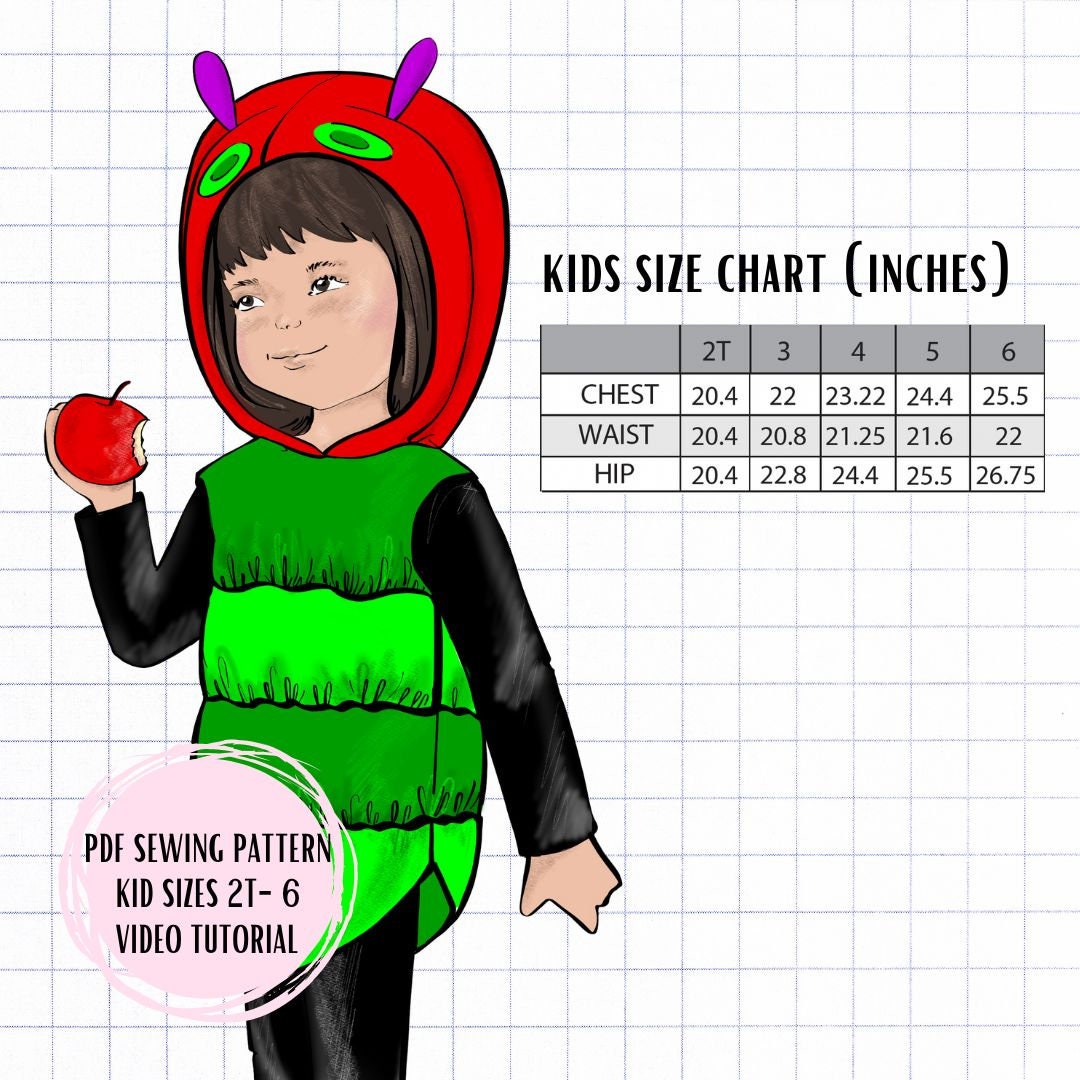 KIDS SIZE CHART (INCHES)
2T 3 4 5 6
CHEST 20.4 22 23.22 24.4 25.5
WAIST 20.4 20.8 21.25 21.6 22
HIP 20.4 22.8 24.4 25.5 26.75
PDF SEWING PATTERN
KID SIZES 2T- 6
VIDEO TUTORIAL